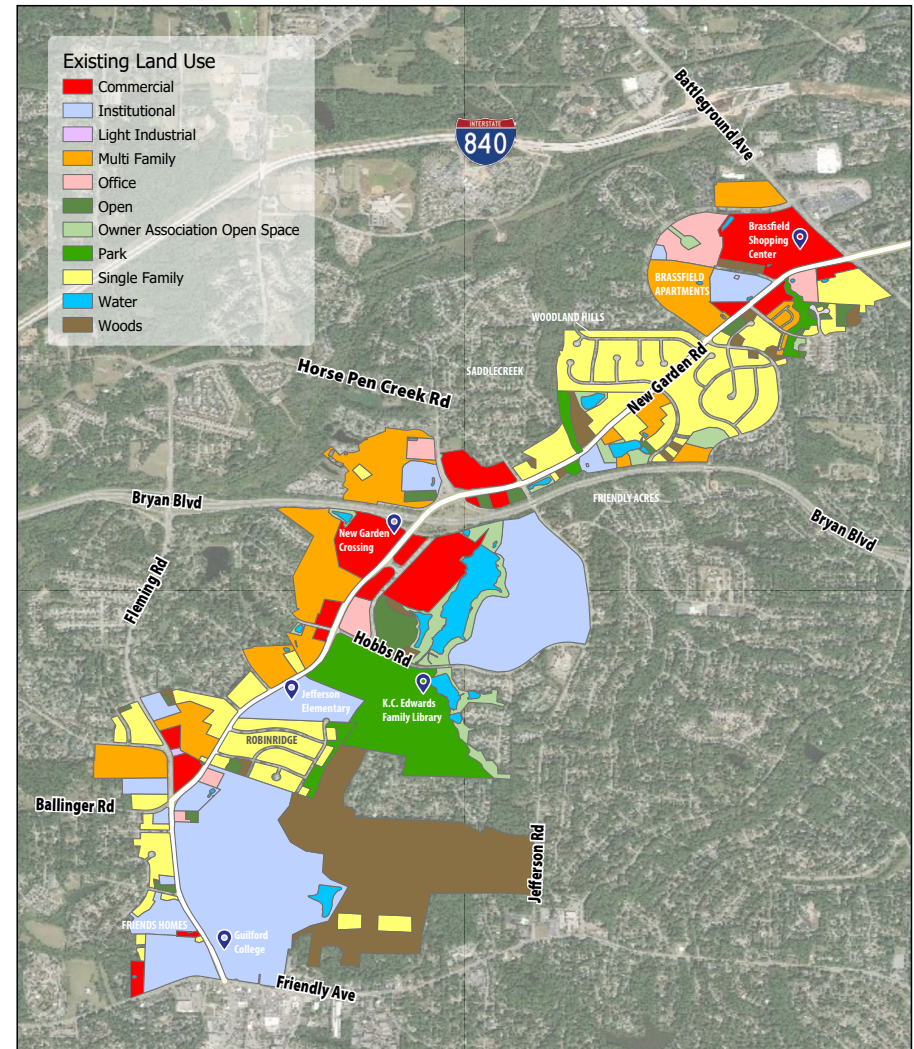 Existing Land Use
Commercial
Institutional
Light Industrial
Multi Family
Office
Open
Owner Association Open Space
Park
Single Family
Water
Woods
Battleground Ave
INTERSTATE
840
Brassfield
Shopping
Center
BRASSFIELD
APARTMENTS
WOODLAND HILLS
SADDLECREEK
New Garden Rd
Horse Pen Creek Rd
Bryan Blvd
FRIENDLY ACRES
Bryan Blvd
New Garden
Crossing
Fleming Rd
Hobbs Rd
Jefferson
Elementary
K.C. Edwards
Family Library
ROBINRIDGE
Ballinger Rd
Jefferson Rd
FRIENDS HOMES
Guilford
College
Friendly Ave